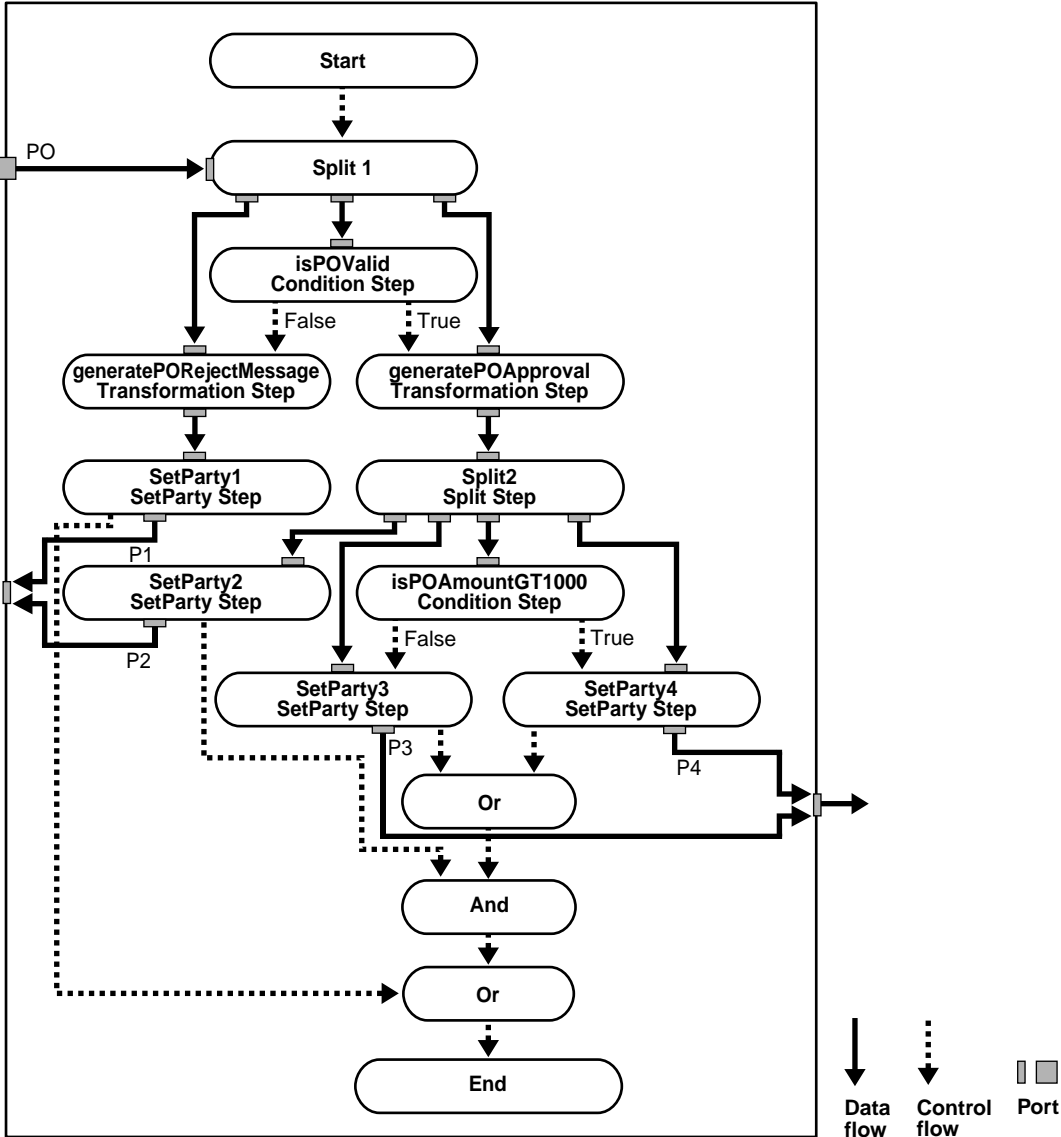 Start
PO
Split 1
isPOValid
Condition Step
False
True
generatePORejectMessage
Transformation Step
generatePOApproval
Transformation Step
SetParty1
SetParty Step
Split2
Split Step
P1
SetParty2
SetParty Step
isPOAmountGT1000
Condition Step
P2
False
True
SetParty3
SetParty Step
SetParty4
SetParty Step
P3
P4
Or
And
Or
End
Data
flow
Control
flow
Port